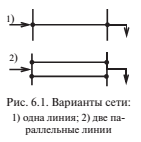 1)
2)
Рис. 6.1. Варианты сети:
1) одна линия; 2) две па-
раллельные линии